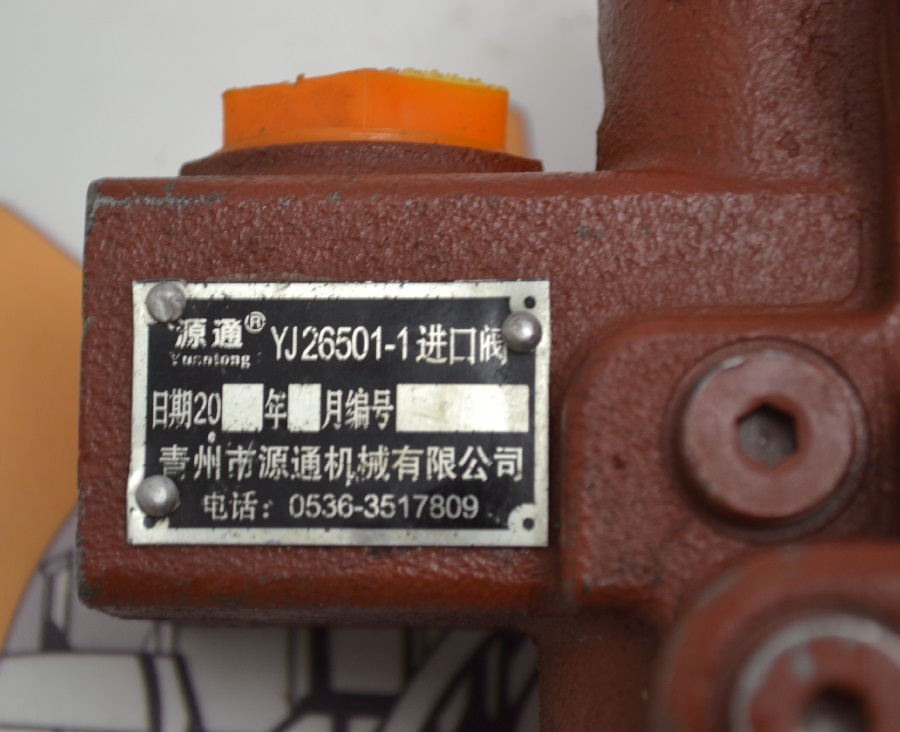 源通® YJ26501-1进口阀
Yuantong
日期20 年 月编号
青州市源通机械有限公司
电话：0536-3517809